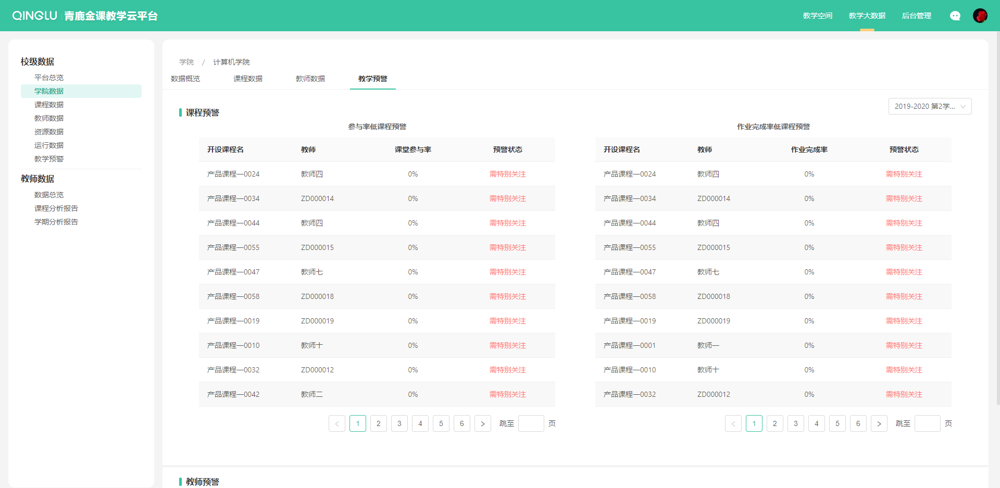 QINGLU 青鹿金课教学云平台
教学空间 教学大数据 后台管理
校级数据
平台总览
学院数据
课程数据
教师数据
资源数据
运行数据
教学预警
教师数据
数据总览
课程分析报告
学期分析报告
学院 / 计算机学院
数据概览 课程数据 教师数据 教学预警
课程预警
2019-2020 第2学...
参与率低课程预警
开设课程名 教师 课堂参与率 预警状态
产品课程—0024 教师四 0% 需特别关注
产品课程—0034 ZD000014 0% 需特别关注
产品课程—0044 教师四 0% 需特别关注
产品课程—0055 ZD000015 0% 需特别关注
产品课程—0047 教师七 0% 需特别关注
产品课程—0058 ZD000018 0% 需特别关注
产品课程—0019 ZD000019 0% 需特别关注
产品课程—0010 教师十 0% 需特别关注
产品课程—0032 ZD000012 0% 需特别关注
产品课程—0042 教师二 0% 需特别关注
< 1 2 3 4 5 6 > 跳至 页
作业完成率低课程预警
开设课程名 教师 作业完成率 预警状态
产品课程—0024 教师四 0% 需特别关注
产品课程—0034 ZD000014 0% 需特别关注
产品课程—0044 教师四 0% 需特别关注
产品课程—0055 ZD000015 0% 需特别关注
产品课程—0047 教师七 0% 需特别关注
产品课程—0058 ZD000018 0% 需特别关注
产品课程—0019 ZD000019 0% 需特别关注
产品课程—0001 教师一 0% 需特别关注
产品课程—0010 教师十 0% 需特别关注
产品课程—0032 ZD000012 0% 需特别关注
< 1 2 3 4 5 6 > 跳至 页
教师预警